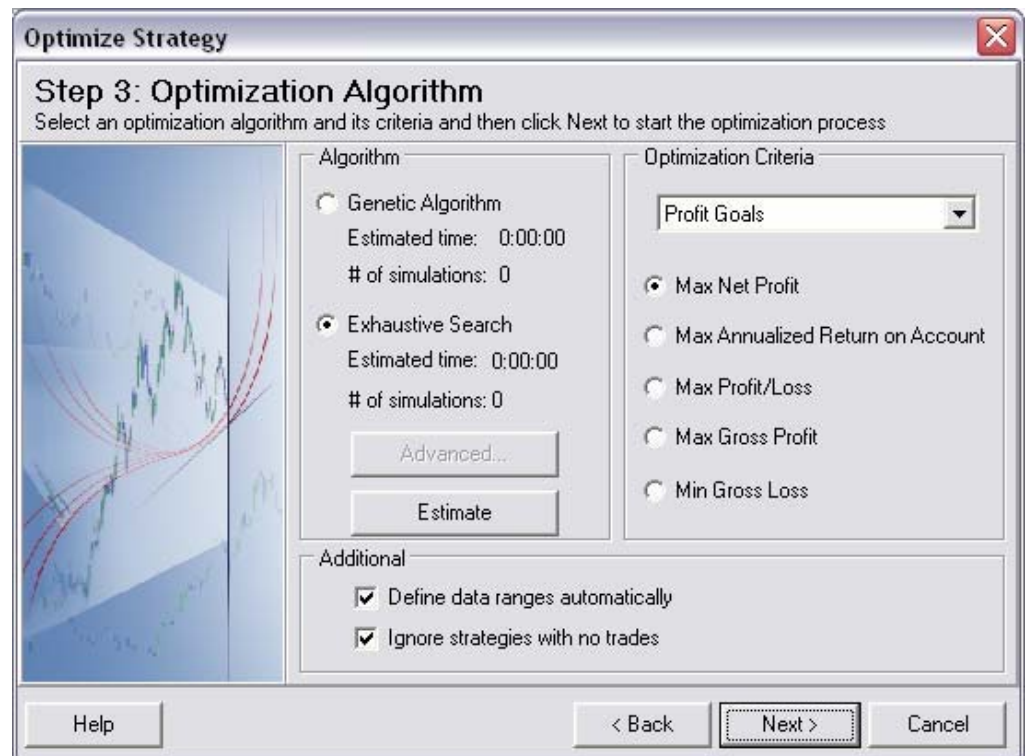 Optimize Strategy
Step 3: Optimization Algorithm
Select an optimization algorithm and its criteria and then click Next to start the optimization process
Algorithm
Genetic Algorithm
Estimated time: 0:00:00
# of simulations: 0
Exhaustive Search
Estimated time: 0:00:00
# of simulations: 0
Advanced...
Estimate
Optimization Criteria
Profit Goals
Max Net Profit
Max Annualized Return on Account
Max Profit/Loss
Max Gross Profit
Min Gross Loss
Additional
Define data ranges automatically
Ignore strategies with no trades
Help
< Back
Next >
Cancel